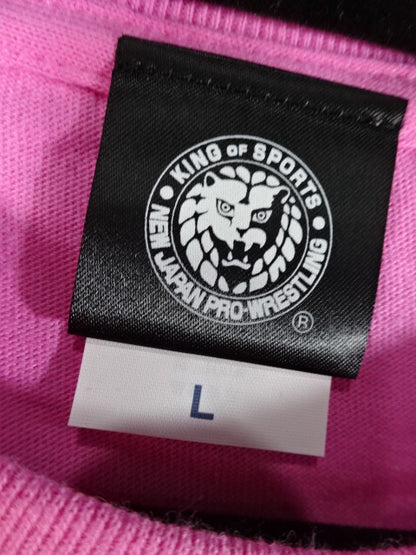 KING OF SPORTS
NEW JAPAN PRO-WRESTLING
®
L